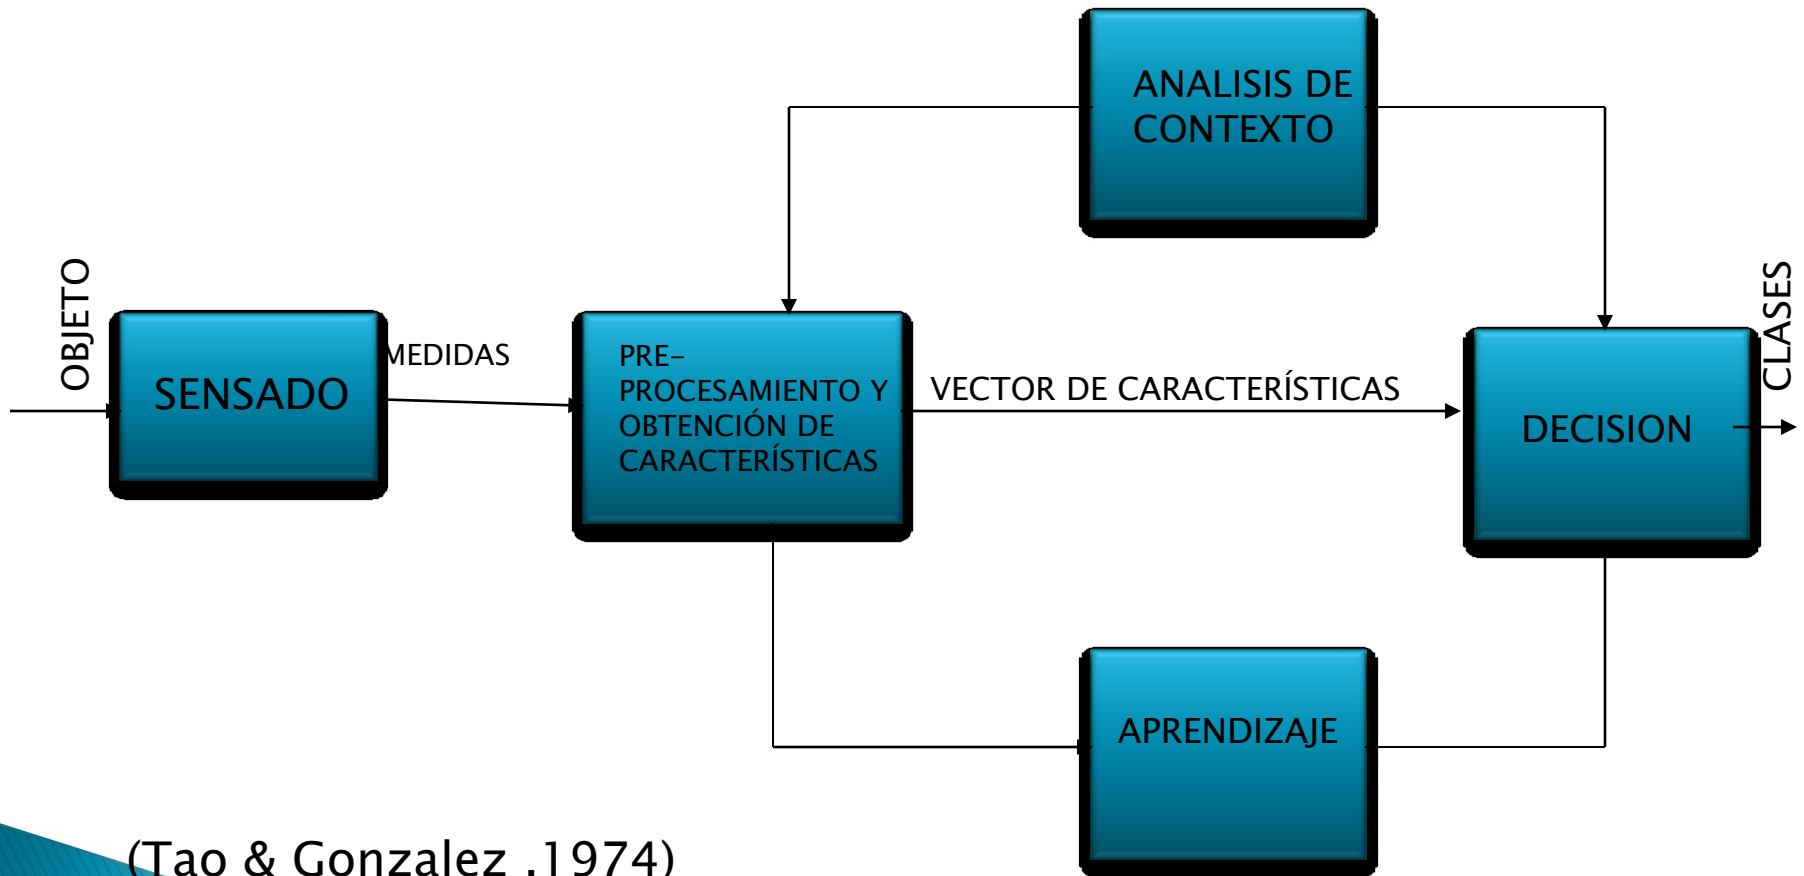 ANALISIS DE
CONTEXTO
OBJETO
SENSADO
MEDIDAS
PRE-
PROCESAMIENTO Y
OBTENCIÓN DE
CARACTERÍSTICAS
VECTOR DE CARACTERÍSTICAS
DECISION
CLASES
APRENDIZAJE
(Tao & Gonzalez .1974)